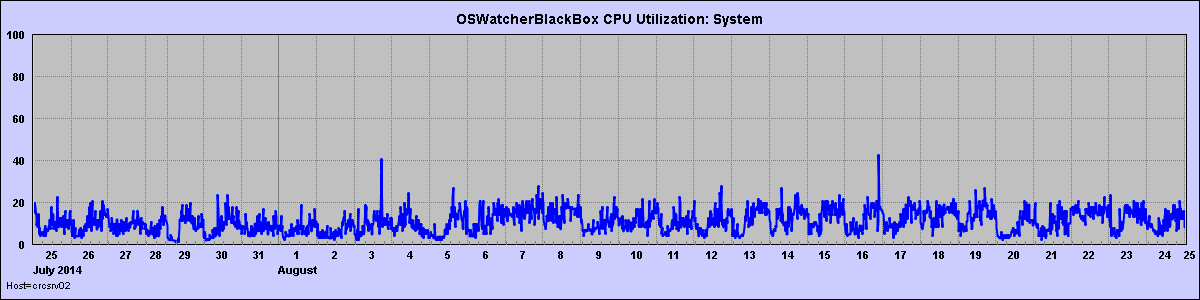 OSWatcherBlackBox CPU Utilization: System
100
80
60
40
20
0
25 26 27 28 29 30 31 1 2 3 4 5 6 7 8 9 10 11 12 13 14 15 16 17 18 19 20 21 22 23 24 25
July 2014 August
Host=crcsrv02